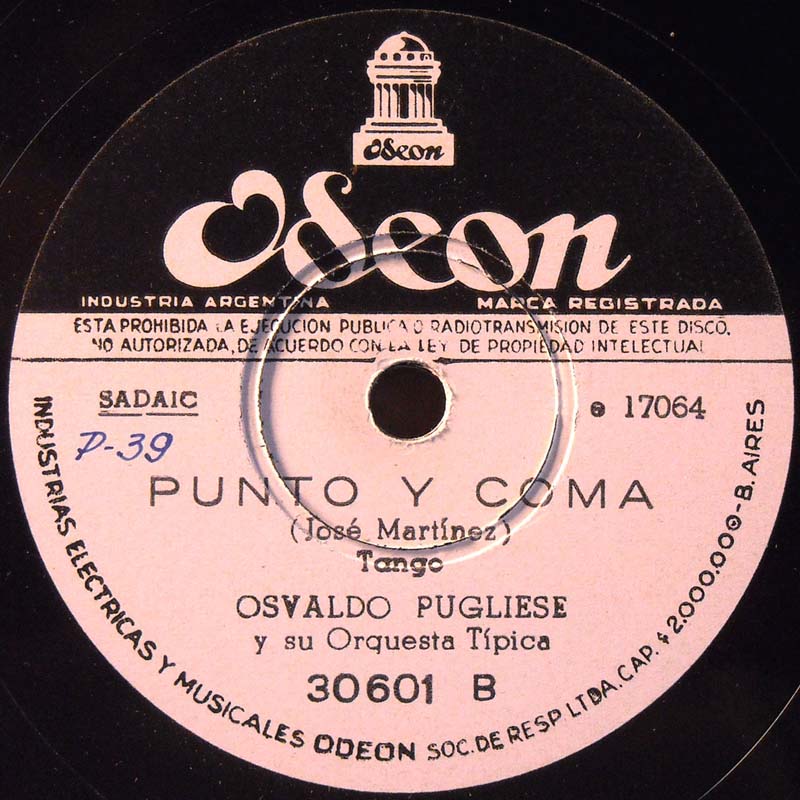 Odeon
Odeon
INDUSTRIA ARGENTINA MARCA REGISTRADA
ESTA PROHIBIDA LA EJECUCION PUBLICA O RADIOTRANSMISION DE ESTE DISCO,
NO AUTORIZADA, DE ACUERDO CON LA LEY DE PROPIEDAD INTELECTUAL
SADAIC e 17064
P-39
PUNTO Y COMA
(José Martínez)
Tango
OSVALDO PUGLIESE
y su Orquesta Típica
30601 B
INDUSTRIAS ELECTRICAS Y MUSICALES ODEON SOC. DE RESP. LTDA. CAP. $ 2.000.000-B. AIRES